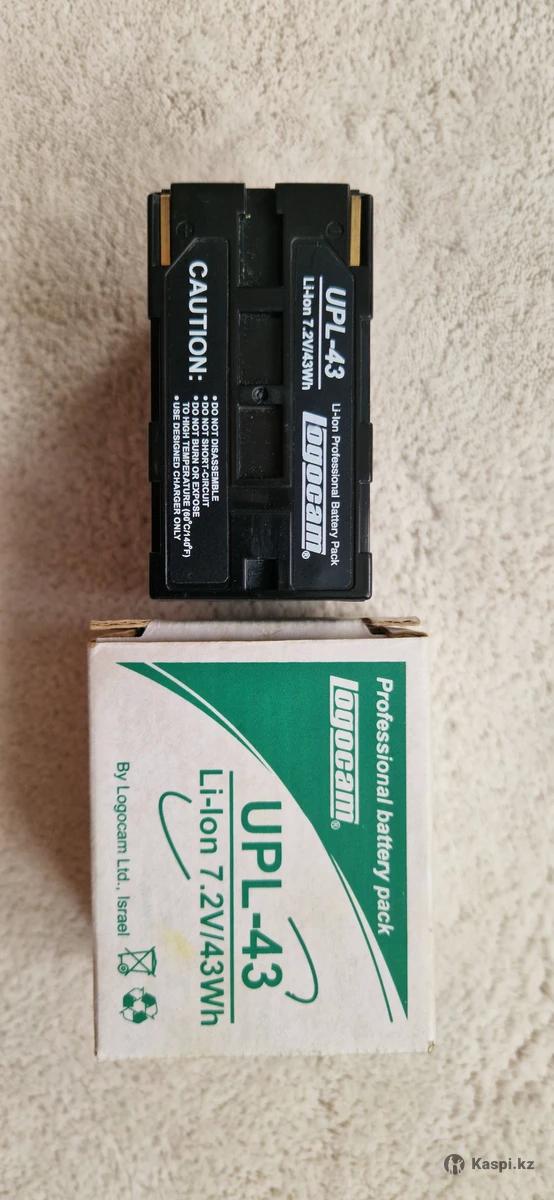 UPL-43
Li-Ion 7.2V/43Wh
Li-Ion Professional Battery Pack
logocam®
CAUTION:
•DO NOT DISASSEMBLE
•DO NOT SHORT-CIRCUIT
•DO NOT BURN OR EXPOSE
TO HIGH TEMPERATURE (60°C/140°F)
•USE DESIGNED CHARGER ONLY
Professional battery pack
logocam®
UPL-43
Li-Ion 7.2V/43Wh
By Logocam Ltd., Israel
Kaspi.kz